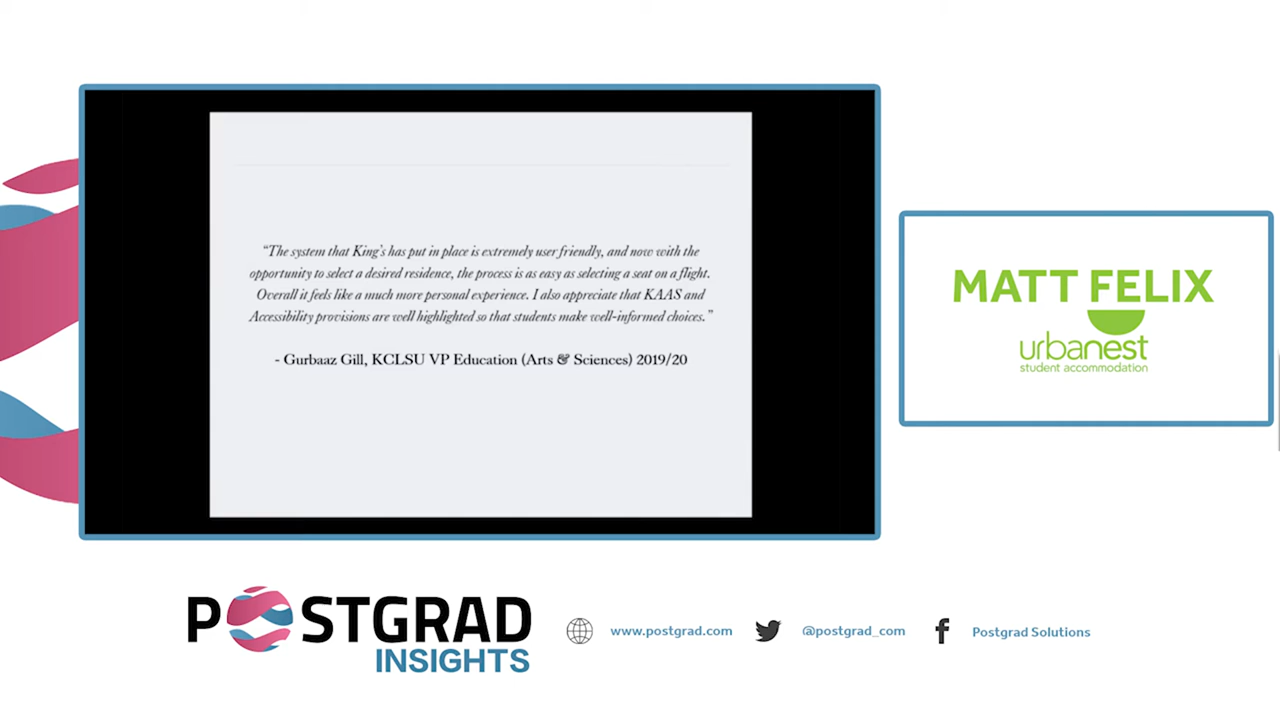 “The system that King’s has put in place is extremely user friendly, and now with the
opportunity to select a desired residence, the process is as easy as selecting a seat on a flight.
Overall it feels like a much more personal experience. I also appreciate that KAAS and
Accessibility provisions are well highlighted so that students make well-informed choices.”
- Gurbaaz Gill, KCLSU VP Education (Arts & Sciences) 2019/20
MATT FELIX
urbanest
student accommodation
POSTGRAD
INSIGHTS
www.postgrad.com
@postgrad_com
Postgrad Solutions